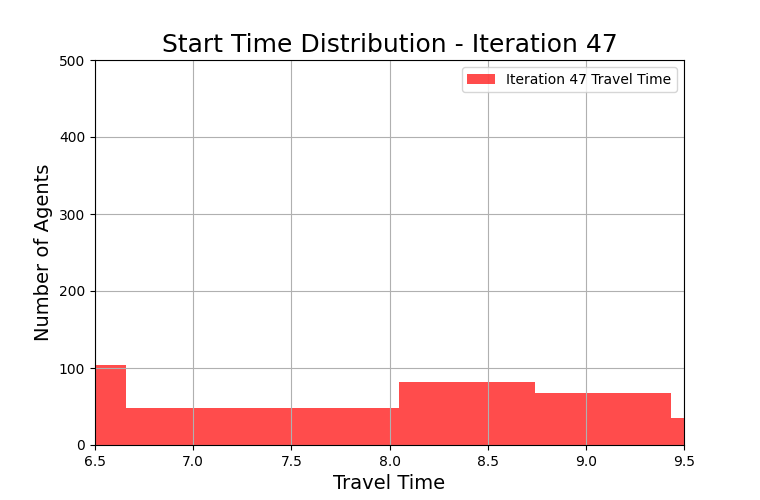 Start Time Distribution - Iteration 47
500
Iteration 47 Travel Time
400
300
200
100
0
Number of Agents
6.5 7.0 7.5 8.0 8.5 9.0 9.5
Travel Time